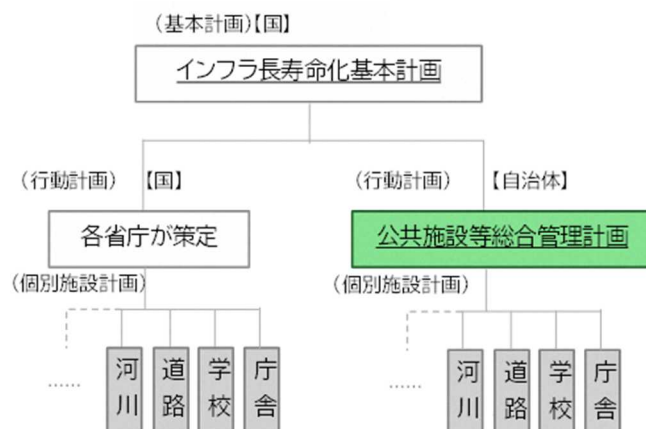 (基本計画)【国】
インフラ長寿命化基本計画
(行動計画) 【国】
(行動計画) 【自治体】
各省庁が策定
公共施設等総合管理計画
(個別施設計画)
(個別施設計画)
……
河川
道路
学校
庁舎
……
河川
道路
学校
庁舎